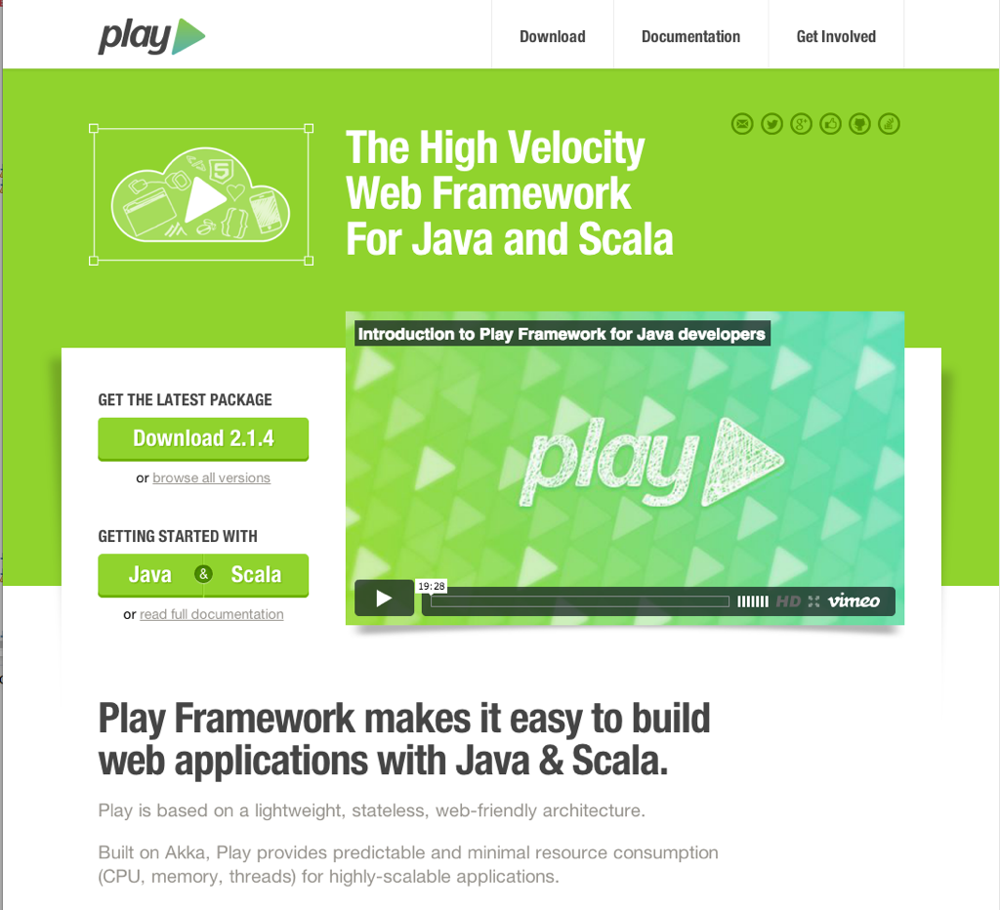 play
Download
Documentation
Get Involved
The High Velocity
Web Framework
For Java and Scala
GET THE LATEST PACKAGE
Download 2.1.4
or browse all versions
GETTING STARTED WITH
Java & Scala
or read full documentation
Introduction to Play Framework for Java developers
play
19:28
HD vimeo
Play Framework makes it easy to build
web applications with Java & Scala.
Play is based on a lightweight, stateless, web-friendly architecture.
Built on Akka, Play provides predictable and minimal resource consumption
(CPU, memory, threads) for highly-scalable applications.